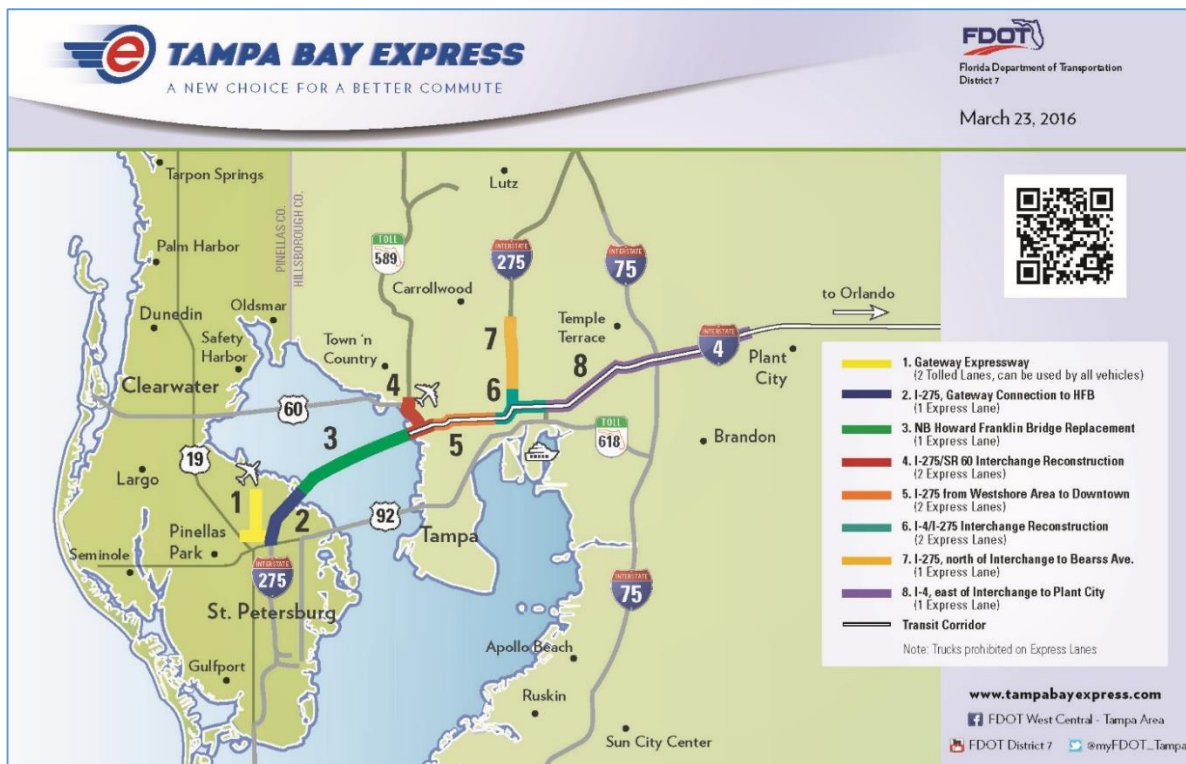 e TAMPA BAY EXPRESS
A NEW CHOICE FOR A BETTER COMMUTE
FDOT
Florida Department of Transportation
District 7
March 23, 2016
Tarpon Springs
PINELLAS CO.
HILLSBOROUGH CO.
Lutz
Palm Harbor
TOLL
589
INTERSTATE
275
INTERSTATE
75
Carrollwood
to Orlando
Dunedin
Oldsmar
Safety
Harbor
Town 'n
Country
Temple
Terrace
INTERSTATE
4
Plant
City
Clearwater
7
8
6
4
60
3
5
TOLL
618
Brandon
Largo
19
1
2
92
Tampa
Pinellas
Park
Seminole
INTERSTATE
275
St. Petersburg
INTERSTATE
75
Gulfport
Apollo Beach
Ruskin
Sun City Center
1. Gateway Expressway
(2 Tolled Lanes, can be used by all vehicles)
2. I-275, Gateway Connection to HFB
(1 Express Lane)
3. NB Howard Franklin Bridge Replacement
(1 Express Lane)
4. I-275/SR 60 Interchange Reconstruction
(2 Express Lanes)
5. I-275 from Westshore Area to Downtown
(2 Express Lanes)
6. I-4/I-275 Interchange Reconstruction
(2 Express Lanes)
7. I-275, north of Interchange to Bearss Ave.
(1 Express Lane)
8. I-4, east of Interchange to Plant City
(1 Express Lane)
Transit Corridor
Note: Trucks prohibited on Express Lanes
www.tampabayexpress.com
FDOT West Central - Tampa Area
FDOT District 7 @myFDOT_Tampa